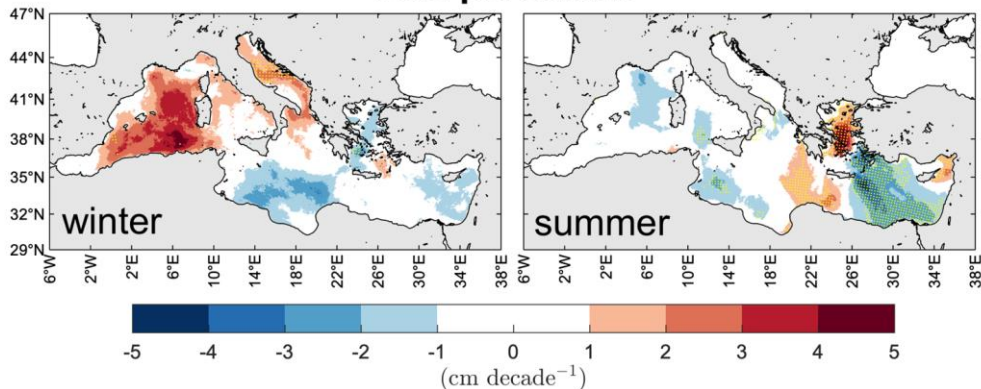 47°N
44°N
41°N
38°N
35°N
32°N
29°N
winter
summer
6°W 2°W 2°E 6°E 10°E 14°E 18°E 22°E 26°E 30°E 34°E 38°E
6°W 2°W 2°E 6°E 10°E 14°E 18°E 22°E 26°E 30°E 34°E 38°E
-5 -4 -3 -2 -1 0 1 2 3 4 5
(cm decade⁻¹)